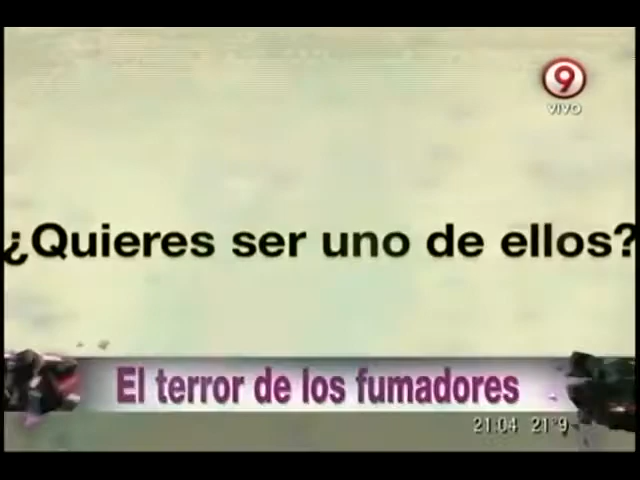 9
VIVO
¿Quieres ser uno de ellos?
El terror de los fumadores
21:04 21°9